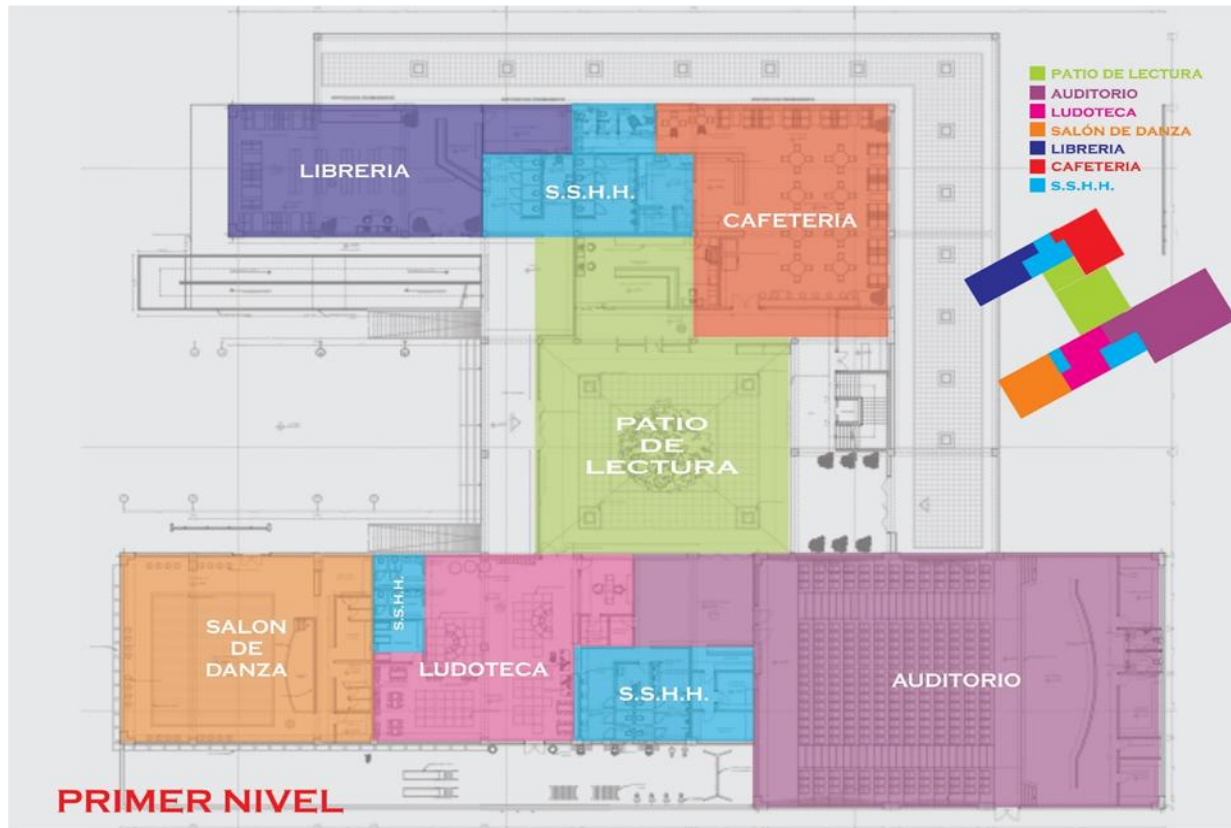 PATIO DE LECTURA
AUDITORIO
LUDOTECA
SALÓN DE DANZA
LIBRERIA
CAFETERIA
S.S.H.H.
LIBRERIA
S.S.H.H.
CAFETERIA
PATIO
DE
LECTURA
SALON
DE
DANZA
S.S.H.H.
LUDOTECA
S.S.H.H.
AUDITORIO
PRIMER NIVEL